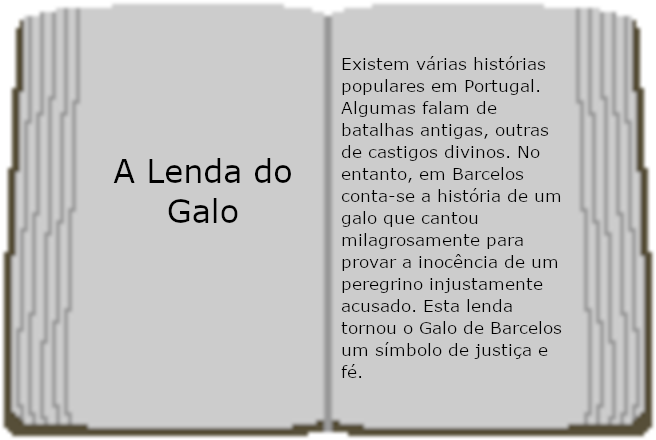 A Lenda do
Galo
Existem várias histórias
populares em Portugal.
Algumas falam de
batalhas antigas, outras
de castigos divinos. No
entanto, em Barcelos
conta-se a história de um
galo que cantou
milagrosamente para
provar a inocência de um
peregrino injustamente
acusado. Esta lenda
tornou o Galo de Barcelos
um símbolo de justiça e
fé.